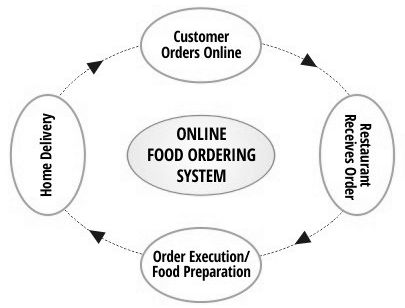 Customer
Orders Online
Restaurant
Receives Order
Order Execution/
Food Preparation
Home Delivery
ONLINE
FOOD ORDERING
SYSTEM